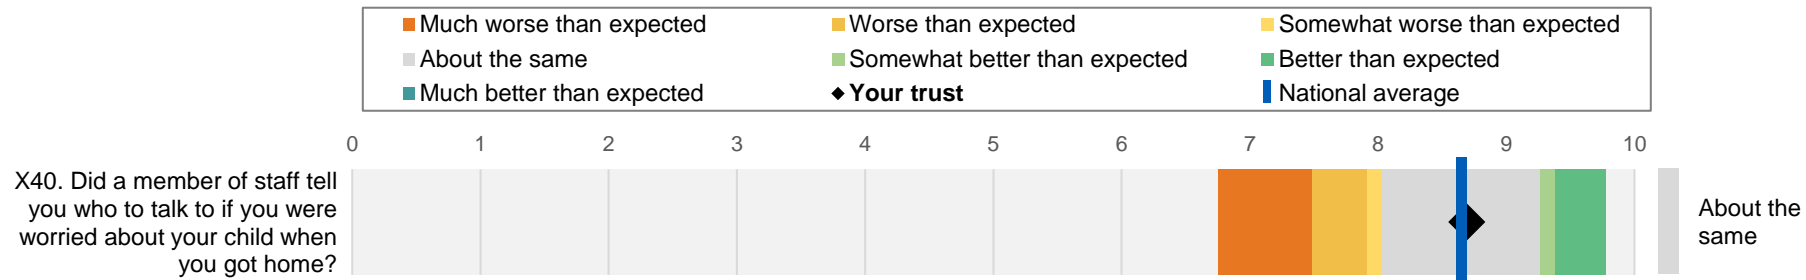 Much worse than expected
Worse than expected
Somewhat worse than expected
About the same
Somewhat better than expected
Better than expected
Much better than expected
Your trust
National average
0 1 2 3 4 5 6 7 8 9 10
X40. Did a member of staff tell
you who to talk to if you were
worried about your child when
you got home?
About the
same